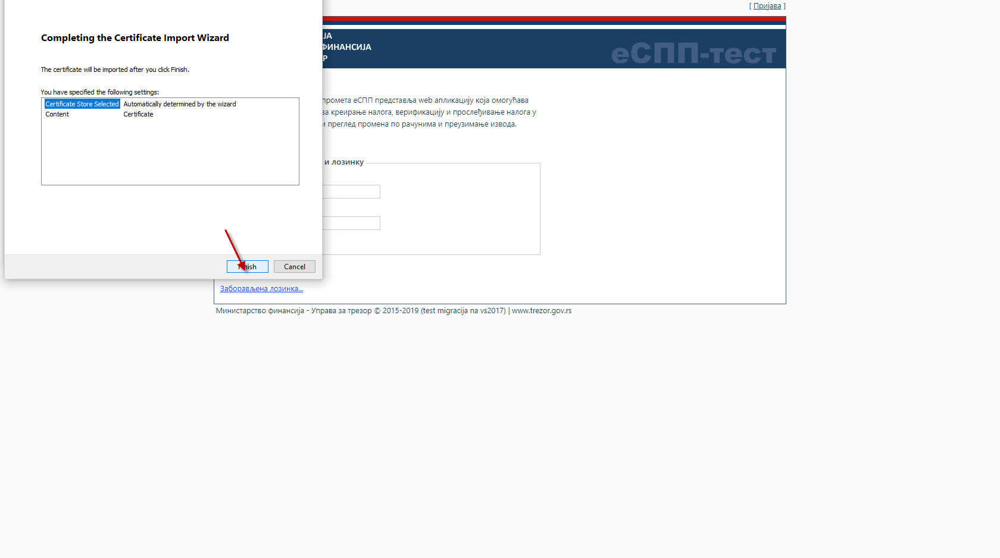 [ Пријава ]
Completing the Certificate Import Wizard
The certificate will be imported after you click Finish.
You have specified the following settings:
Certificate Store Selected Automatically determined by the wizard
Content Certificate
Cancel
ЈА
ФИНАНСИЈА
Р
еСПП-тест
промета еСПП представља web апликацију која омогућава
за креирање налога, верификацију и прослеђивање налога у
и преглед промена по рачунима и преузимање извода.
и лозинку
Заборављена лозинка...
Министарство финансија - Управа за трезор © 2015-2019 (test migracija na vs2017) | www.trezor.gov.rs